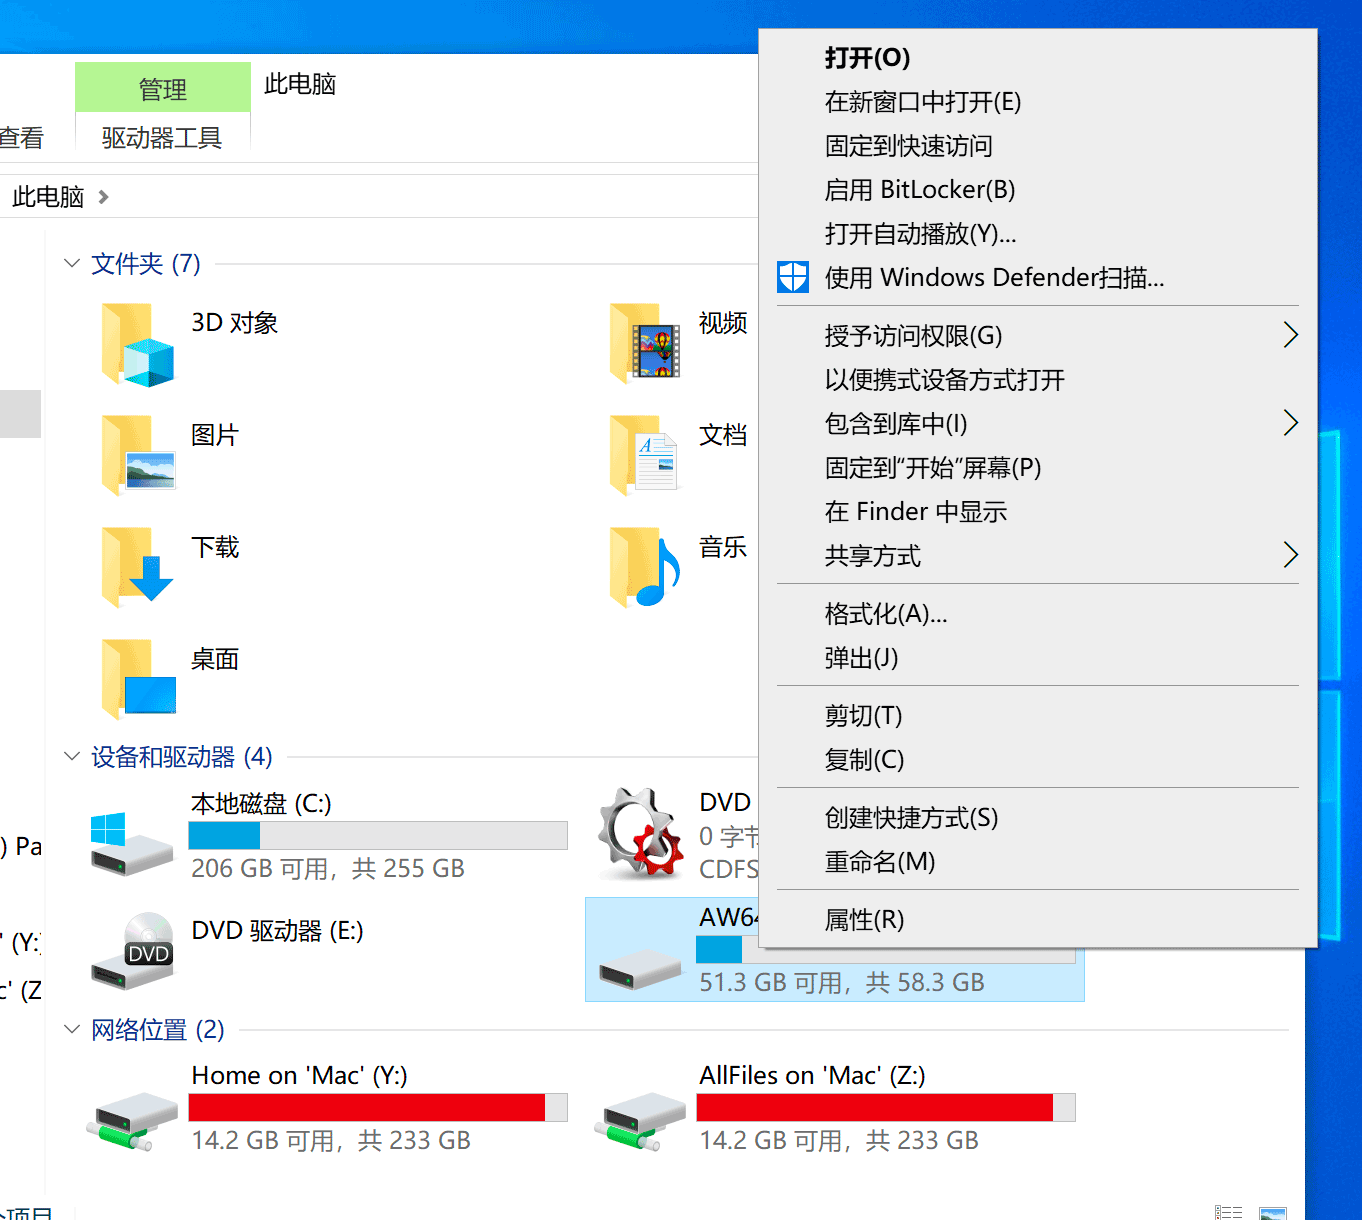 管理
此电脑
查看
驱动器工具
此电脑
文件夹 (7)
3D 对象
视频
图片
文档
下载
音乐
桌面
设备和驱动器 (4)
本地磁盘 (C:)
206 GB 可用，共 255 GB
DVD
0 字节
CDFS
DVD 驱动器 (E:)
DVD
AW64
51.3 GB 可用，共 58.3 GB
) Pa
' (Y:)
c' (Z
网络位置 (2)
Home on 'Mac' (Y:)
14.2 GB 可用，共 233 GB
AllFiles on 'Mac' (Z:)
14.2 GB 可用，共 233 GB
个项目
打开(O)
在新窗口中打开(E)
固定到快速访问
启用 BitLocker(B)
打开自动播放(Y)...
使用 Windows Defender扫描...
授予访问权限(G)
以便携式设备方式打开
包含到库中(I)
固定到“开始”屏幕(P)
在 Finder 中显示
共享方式
格式化(A)...
弹出(J)
剪切(T)
复制(C)
创建快捷方式(S)
重命名(M)
属性(R)